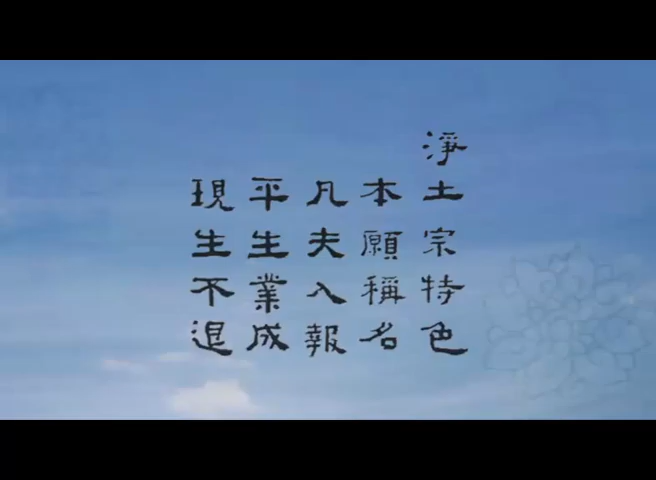 淨土宗特色
本願稱名
凡夫入報
平生業成
現生不退